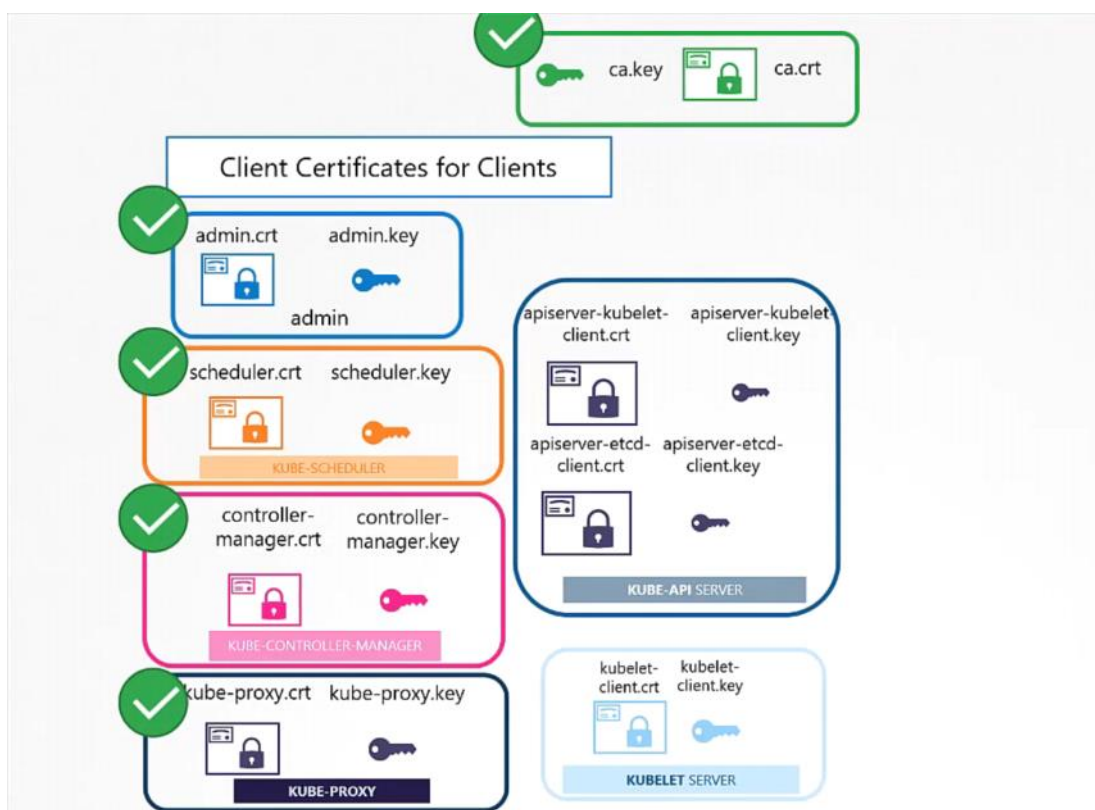 ca.key ca.crt
Client Certificates for Clients
admin.crt admin.key
admin
scheduler.crt scheduler.key
KUBE-SCHEDULER
controller-
manager.crt
controller-
manager.key
KUBE-CONTROLLER-MANAGER
kube-proxy.crt kube-proxy.key
KUBE-PROXY
apiserver-kubelet-
client.crt
apiserver-kubelet-
client.key
apiserver-etcd-
client.crt
apiserver-etcd-
client.key
KUBE-API SERVER
kubelet-
client.crt
kubelet-
client.key
KUBELET SERVER